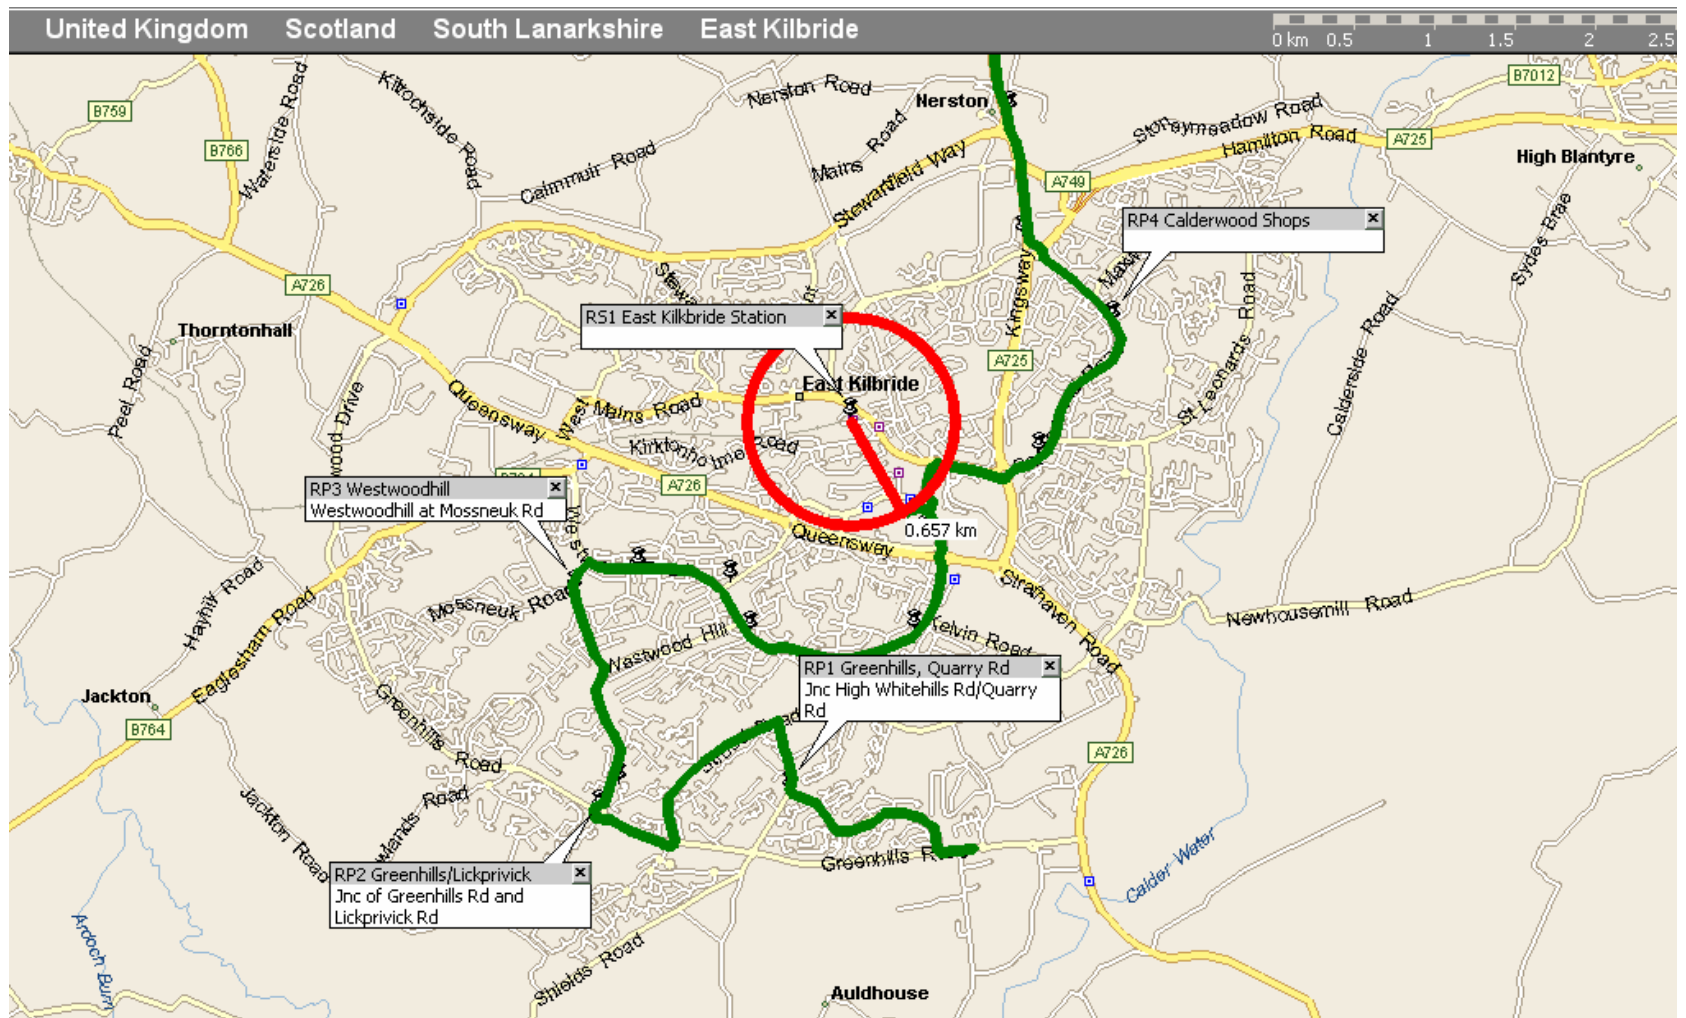 United Kingdom Scotland South Lanarkshire East Kilbride
0 km 0.5 1 1.5 2 2.5
B7012
Kittochside Road
Waterside Road
Nerston Road
Nerston
B759
Stoneymeadow Road
Hamilton Road
A725
B766
Mains Road
High Blantyre
Cairnmuir Road
Stewartfield Way
A749
RP4 Calderwood Shops
Sydes Brae
A726
Kingsway
RS1 East Kilkbride Station
Thorntonhall
St Leonards Road
Calderside Road
A725
Peel Road
East Kilbride
Queensway
Mains Road
West
Kirktonholme Road
wood Drive
A726
RP3 Westwoodhill
Westwoodhill at Mossneuk Rd
0.657 km
Queensway
Hayhill Road
Mossneuk Road
Strathaven Road
Newhousemill Road
Kelvin Road
Eaglesham Road
Westwood Hill
RP1 Greenhills, Quarry Rd
Jnc High Whitehills Rd/Quarry
Rd
Jackton
B764
Greenhills Road
A726
Jackton Road
Greenhills
RP2 Greenhills/Lickprivick
Jnc of Greenhills Rd and
Lickprivick Rd
Calder Water
Ardoch Burn
Shields Road
Auldhouse